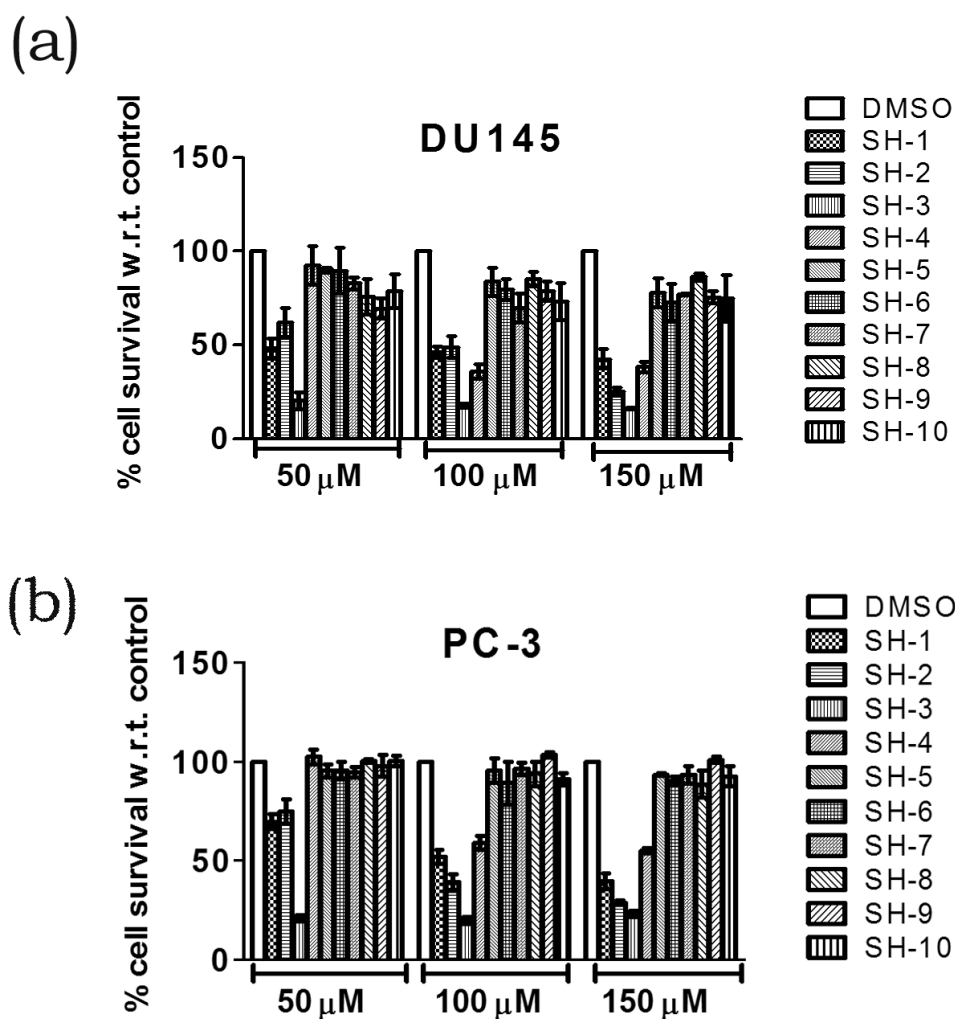 (a)
DU145
% cell survival w.r.t. control
150
100
50
0
50 μM
100 μM
150 μM
DMSO
SH-1
SH-2
SH-3
SH-4
SH-5
SH-6
SH-7
SH-8
SH-9
SH-10
(b)
PC-3
% cell survival w.r.t. control
150
100
50
0
50 μM
100 μM
150 μM
DMSO
SH-1
SH-2
SH-3
SH-4
SH-5
SH-6
SH-7
SH-8
SH-9
SH-10